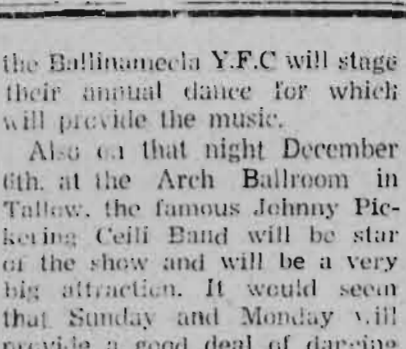 the Ballinameela Y.F.C will stage
their annual dance for which
will provide the music.
Also on that night December
6th. at the Arch Ballroom in
Tallow, the famous Johnny Pic-
kering Ceili Band will be star
of the show and will be a very
big attraction. It would seem
that Sunday and Monday will
provide a good deal of dancing